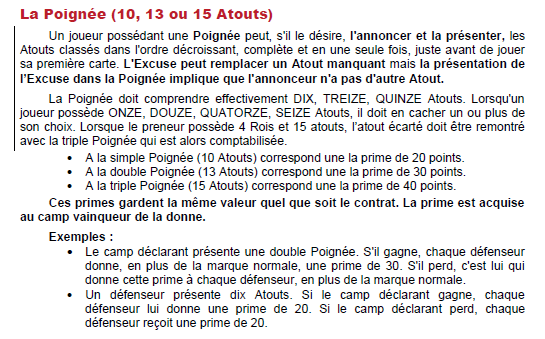 La Poignée (10, 13 ou 15 Atouts)
Un joueur possédant une Poignée peut, s'il le désire, l'annoncer et la présenter, les
Atouts classés dans l'ordre décroissant, complète et en une seule fois, juste avant de jouer
sa première carte. L'Excuse peut remplacer un Atout manquant mais la présentation de
l'Excuse dans la Poignée implique que l'annonceur n'a pas d'autre Atout.
La Poignée doit comprendre effectivement DIX, TREIZE, QUINZE Atouts. Lorsqu'un
joueur possède ONZE, DOUZE, QUATORZE, SEIZE Atouts, il doit en cacher un ou plus de
son choix. Lorsque le preneur possède 4 Rois et 15 atouts, l'atout écarté doit être remontré
avec la triple Poignée qui est alors comptabilisée.
• A la simple Poignée (10 Atouts) correspond une prime de 20 points.
• A la double Poignée (13 Atouts) correspond une prime de 30 points.
• A la triple Poignée (15 Atouts) correspond une prime de 40 points.
Ces primes gardent la même valeur quel que soit le contrat. La prime est acquise
au camp vainqueur de la donne.
Exemples :
• Le camp déclarant présente une double Poignée. S'il gagne, chaque défenseur
donne, en plus de la marque normale, une prime de 30. S'il perd, c'est lui qui
donne cette prime à chaque défenseur, en plus de la marque normale.
• Un défenseur présente dix Atouts. Si le camp déclarant gagne, chaque
défenseur lui donne une prime de 20. Si le camp déclarant perd, chaque
défenseur reçoit une prime de 20.